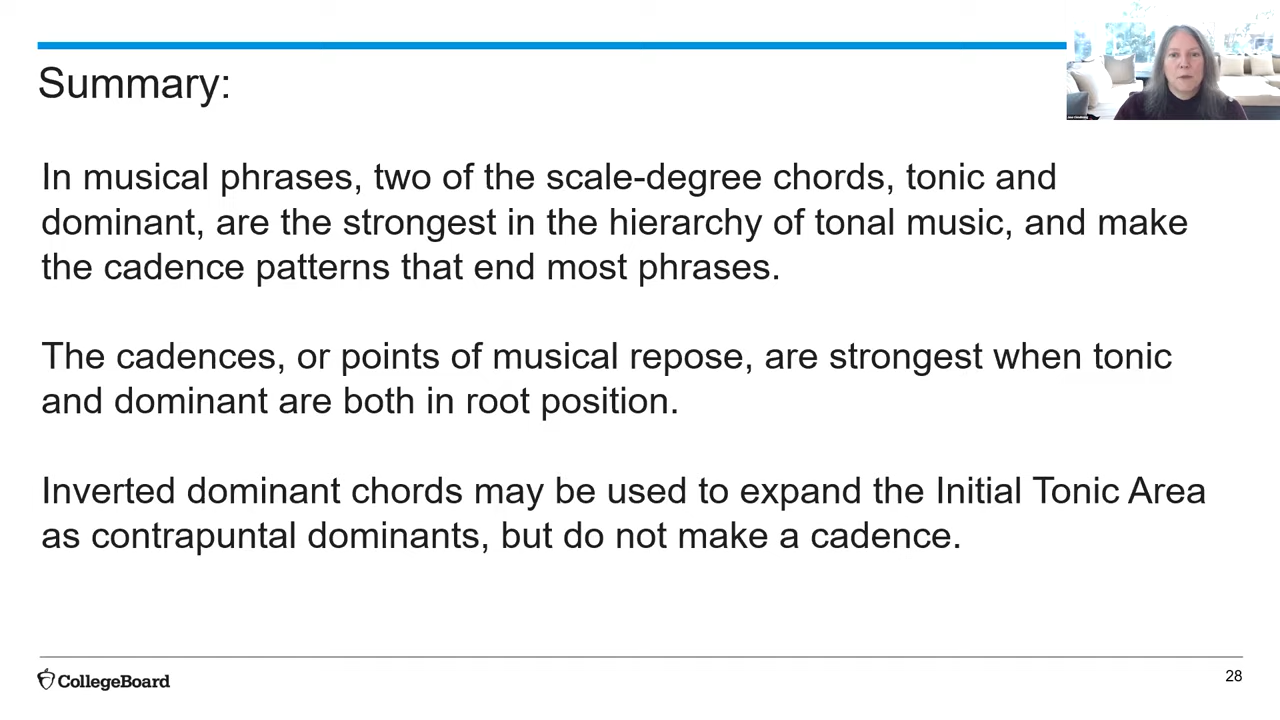 Summary:
In musical phrases, two of the scale-degree chords, tonic and
dominant, are the strongest in the hierarchy of tonal music, and make
the cadence patterns that end most phrases.
The cadences, or points of musical repose, are strongest when tonic
and dominant are both in root position.
Inverted dominant chords may be used to expand the Initial Tonic Area
as contrapuntal dominants, but do not make a cadence.
CollegeBoard
28